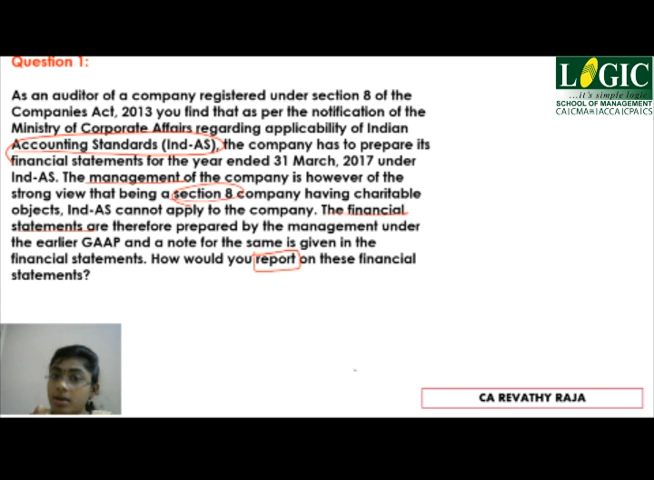 Question 1:
LOGIC
...it's simple logic
SCHOOL OF MANAGEMENT
CA|CMA|ACCA|CPA|CS
As an auditor of a company registered under section 8 of the
Companies Act, 2013 you find that as per the notification of the
Ministry of Corporate Affairs regarding applicability of Indian
Accounting Standards (Ind-AS), the company has to prepare its
financial statements for the year ended 31 March, 2017 under
Ind-AS. The management of the company is however of the
strong view that being a section 8 company having charitable
objects, Ind-AS cannot apply to the company. The financial
statements are therefore prepared by the management under
the earlier GAAP and a note for the same is given in the
financial statements. How would you report on these financial
statements?
CA REVATHY RAJA